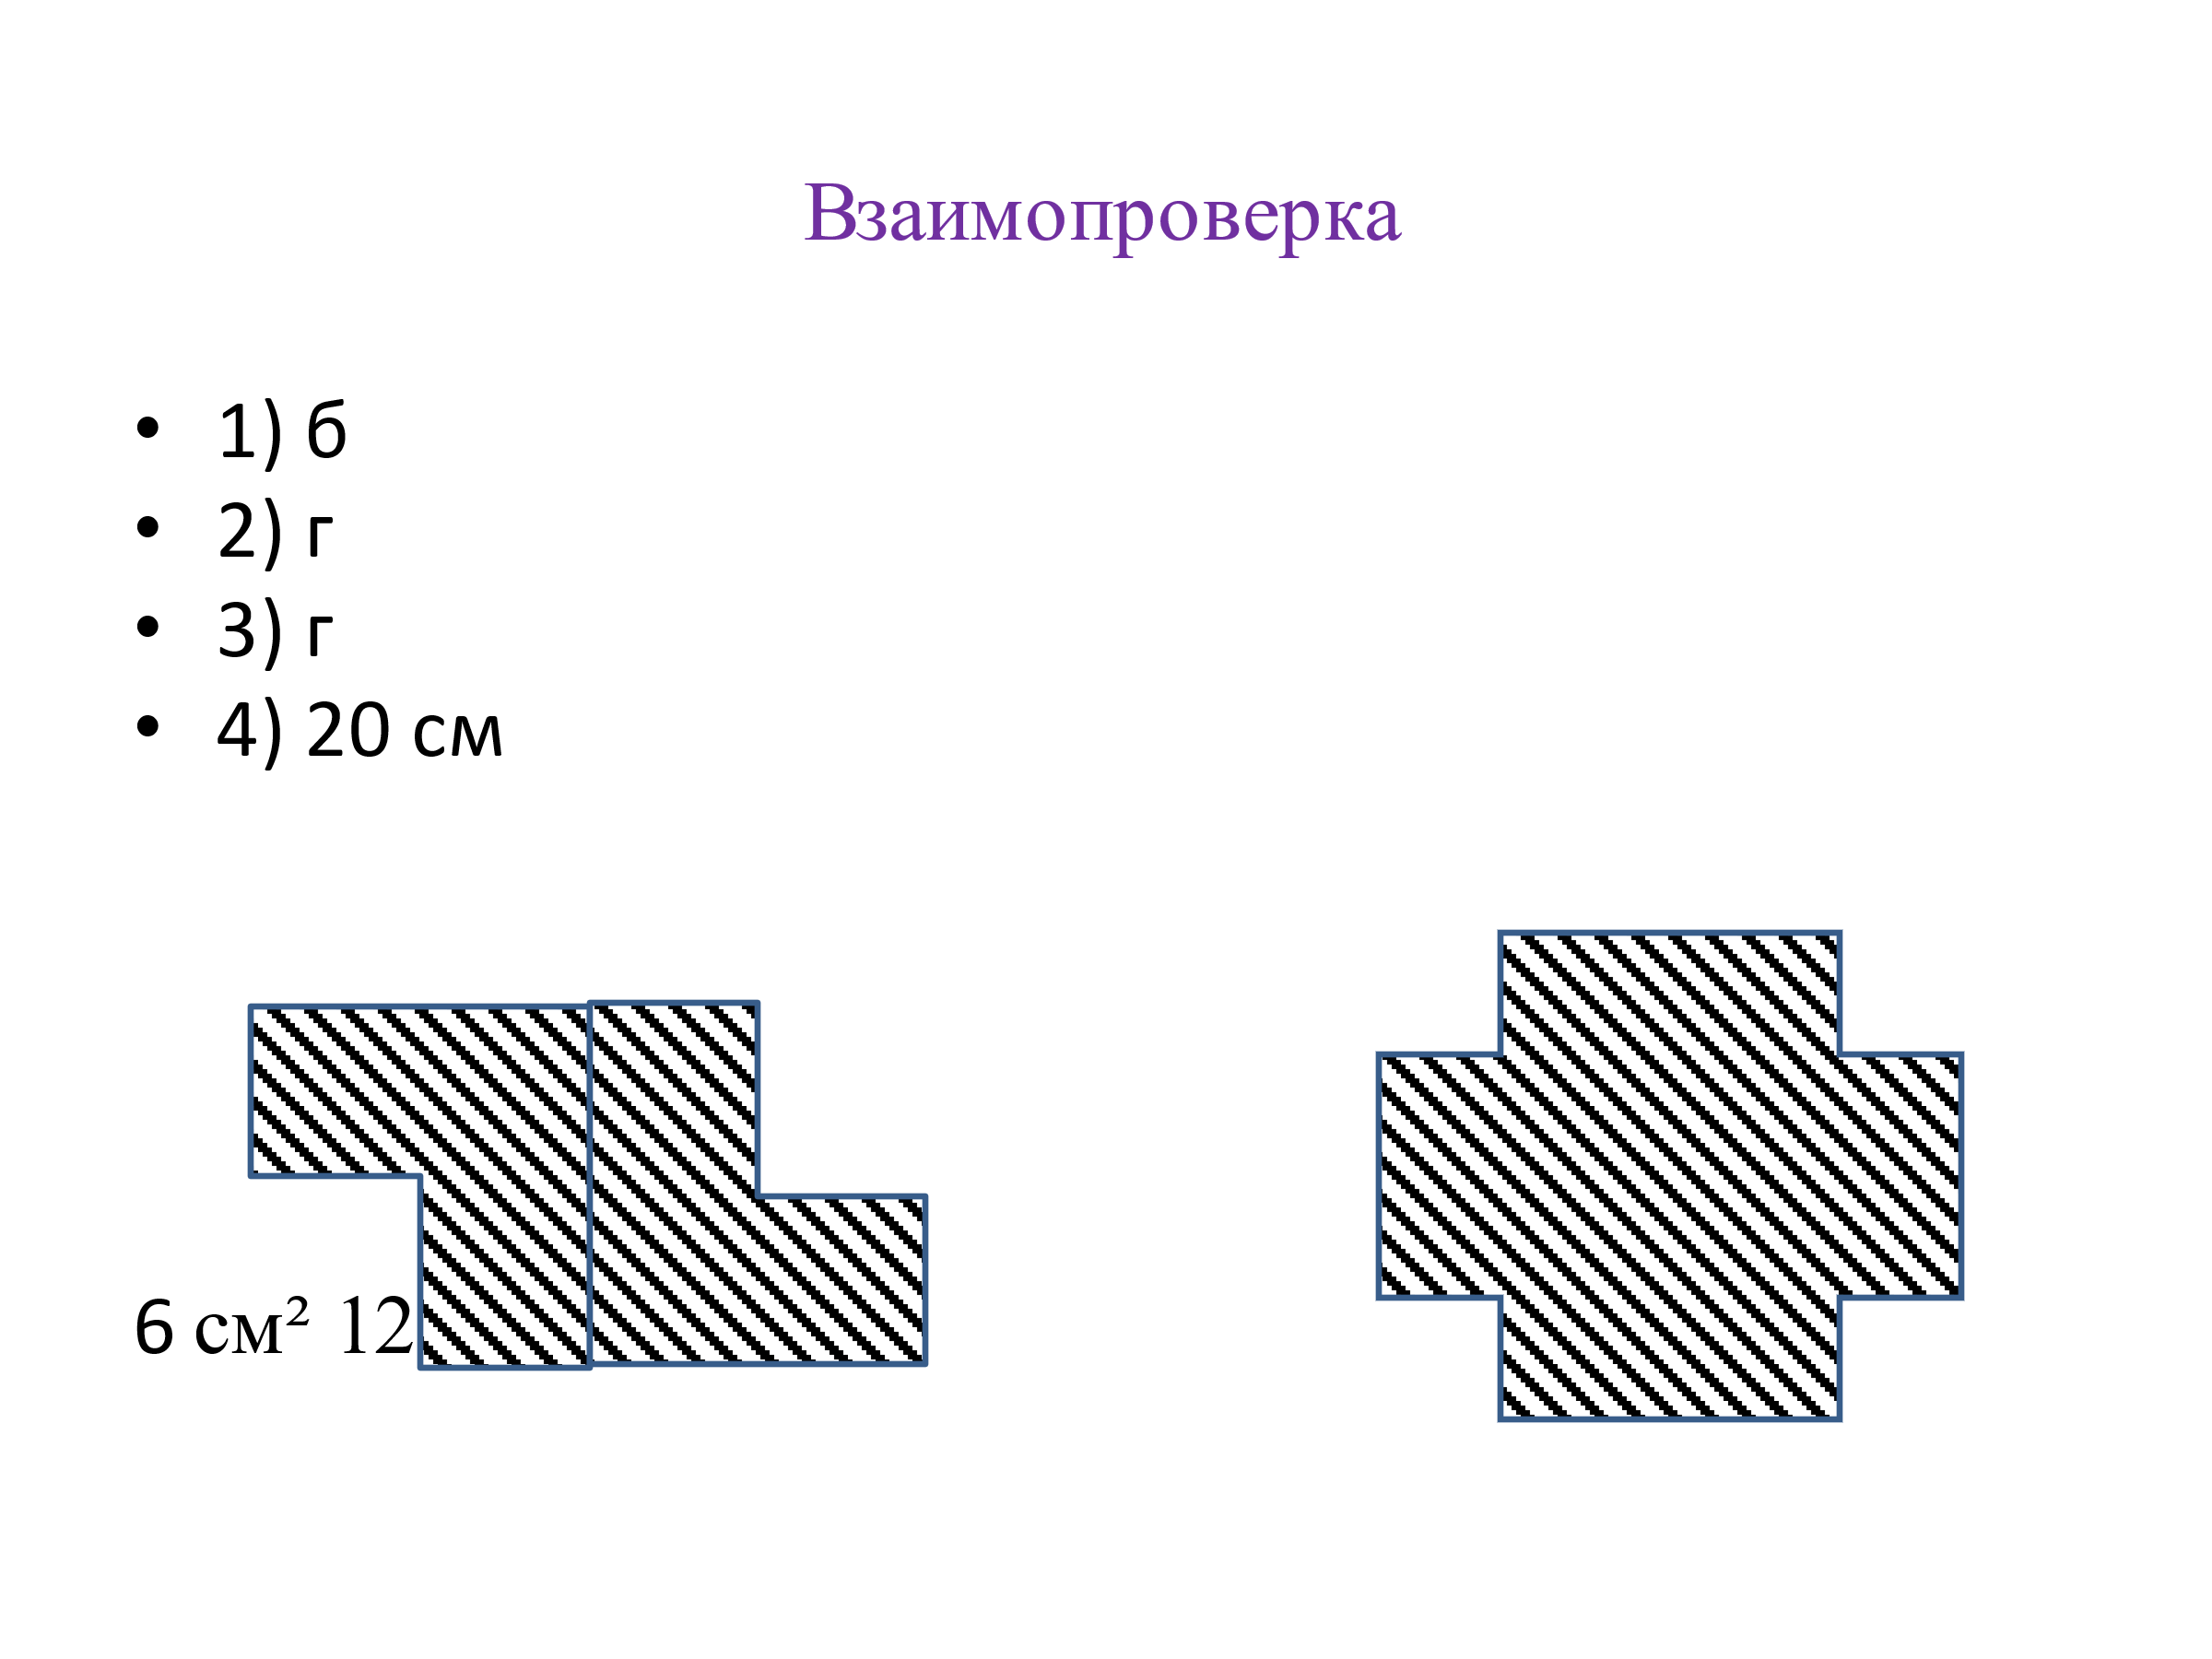 Взаимопроверка
• 1) б
• 2) г
• 3) г
• 4) 20 см
6 см² 12